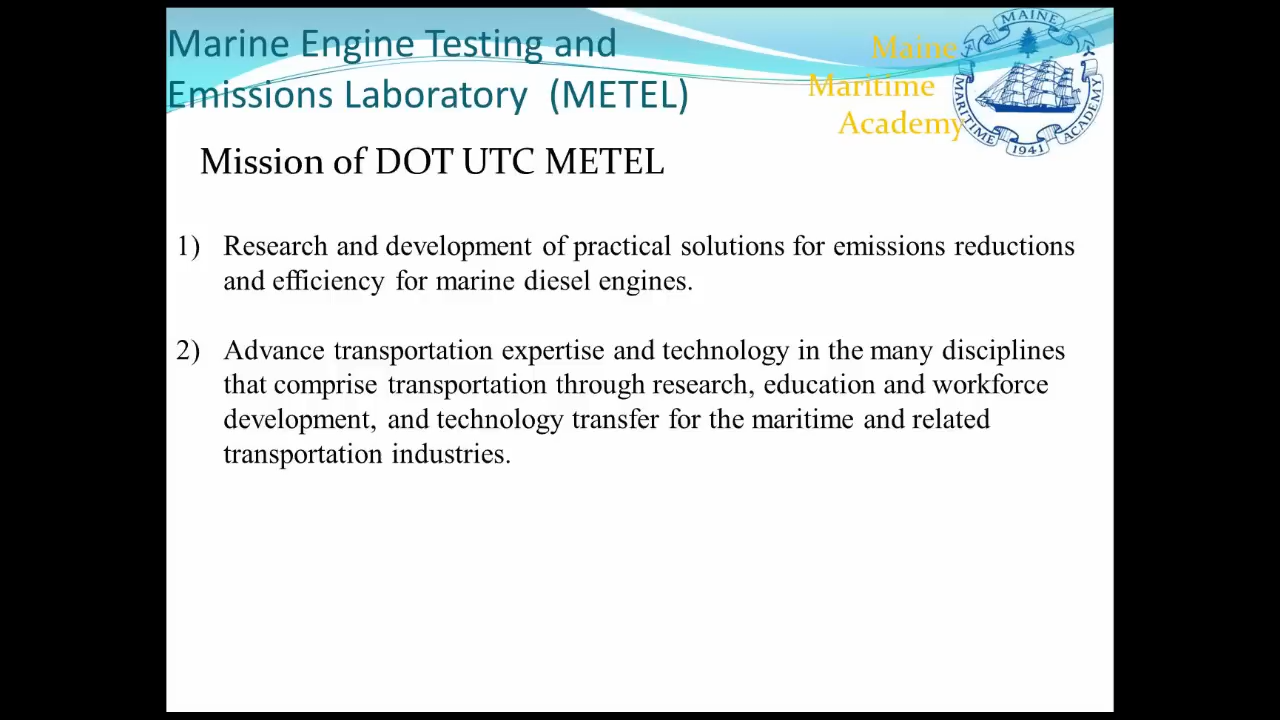 Marine Engine Testing and
Emissions Laboratory (METEL)
Maine
Maritime
Academy
MAINE
MARITIME
ACADEMY
1941
Mission of DOT UTC METEL
1) Research and development of practical solutions for emissions reductions
and efficiency for marine diesel engines.
2) Advance transportation expertise and technology in the many disciplines
that comprise transportation through research, education and workforce
development, and technology transfer for the maritime and related
transportation industries.